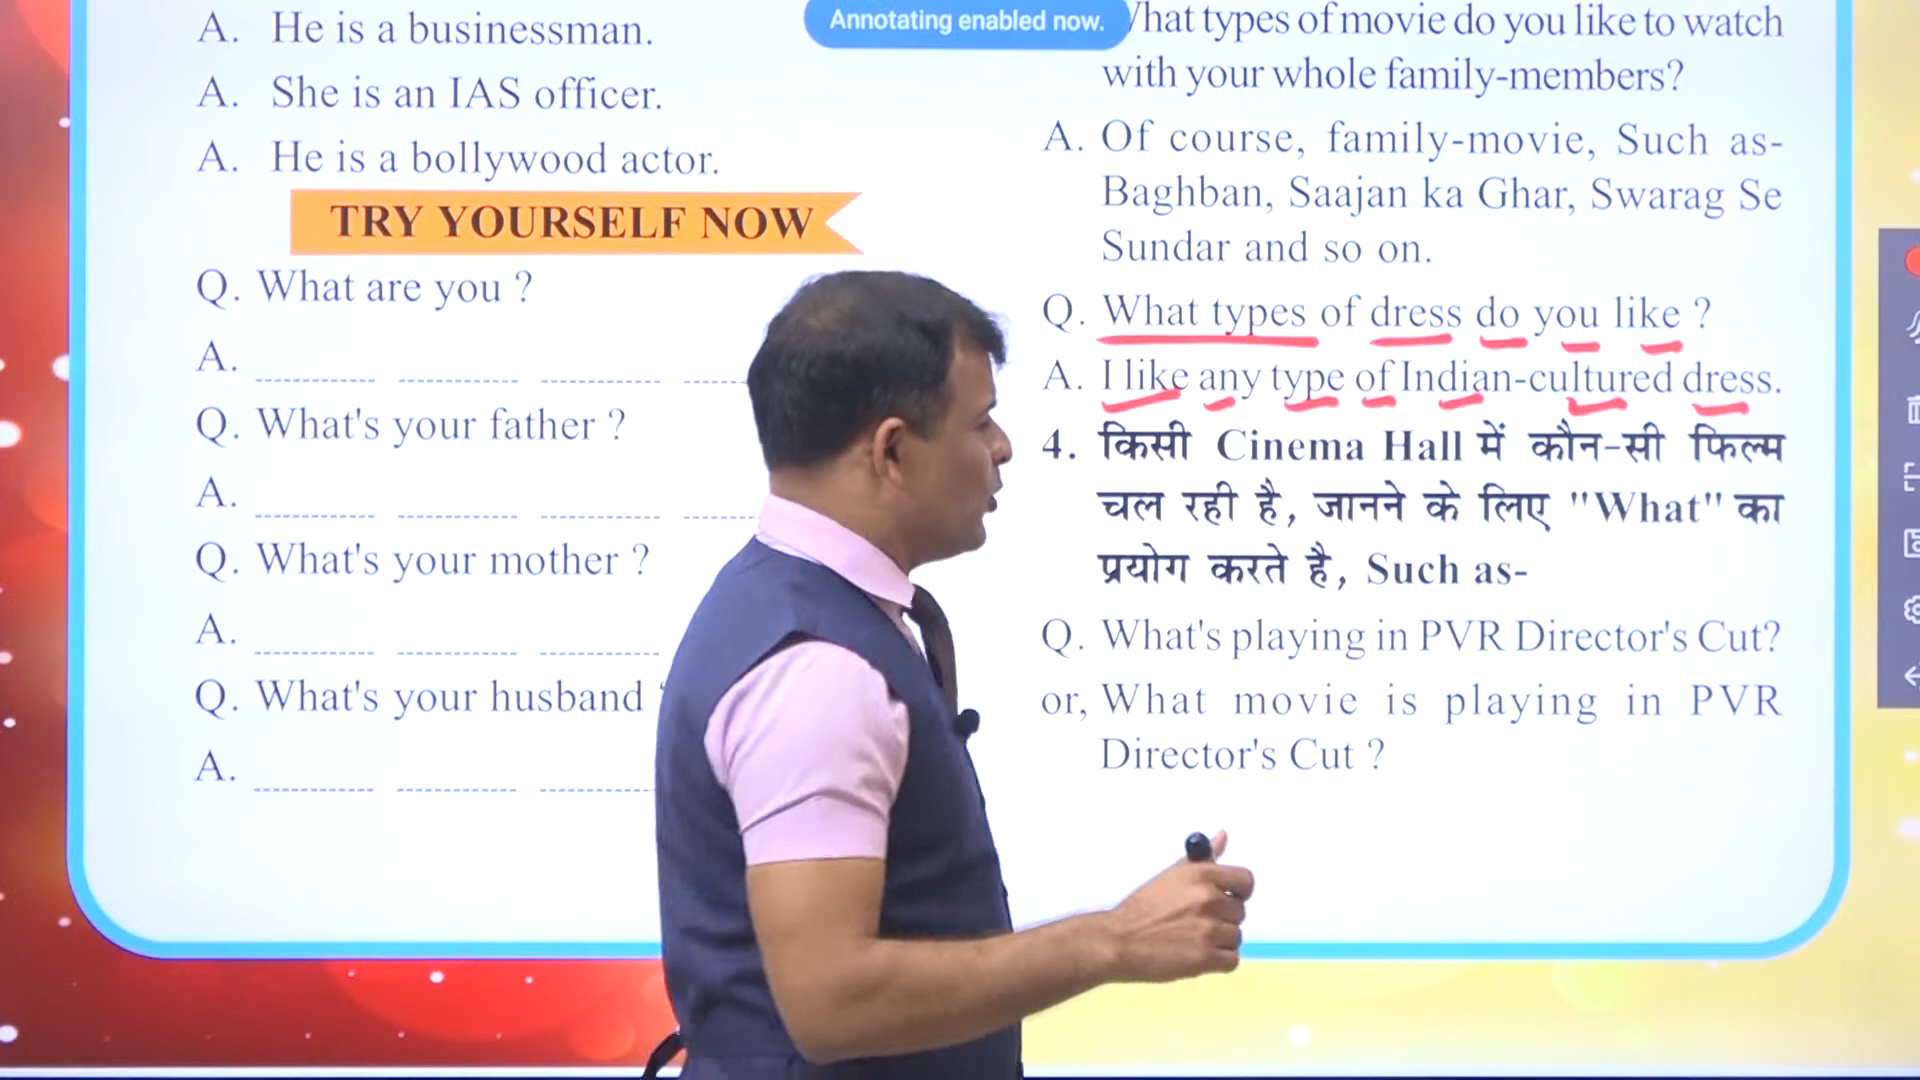 A. He is a businessman.
A. She is an IAS officer.
A. He is a bollywood actor.
TRY YOURSELF NOW
Q. What are you ?
A.
Q. What's your father ?
A.
Q. What's your mother ?
A.
Q. What's your husband
A.
Annotating enabled now.
What types of movie do you like to watch
with your whole family-members?
A. Of course, family-movie, Such as-
Baghban, Saajan ka Ghar, Swarag Se
Sundar and so on.
Q. What types of dress do you like ?
A. I like any type of Indian-cultured dress.
4. किसी Cinema Hall में कौन-सी फिल्म
चल रही है, जानने के लिए "What" का
प्रयोग करते है, Such as-
Q. What's playing in PVR Director's Cut?
or, What movie is playing in PVR
Director's Cut ?